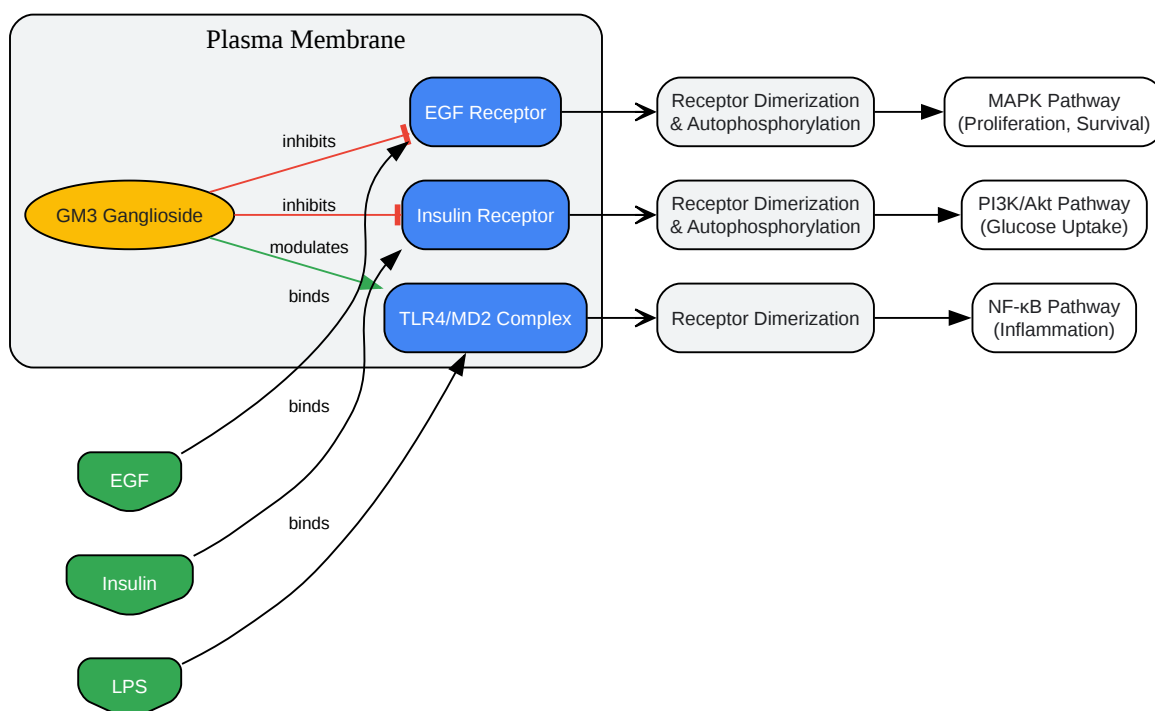 Plasma Membrane
EGF Receptor
Receptor Dimerization
& Autophosphorylation
MAPK Pathway
(Proliferation, Survival)
inhibits
GM3 Ganglioside
inhibits
Insulin Receptor
Receptor Dimerization
& Autophosphorylation
PI3K/Akt Pathway
(Glucose Uptake)
modulates
binds
TLR4/MD2 Complex
Receptor Dimerization
NF-κB Pathway
(Inflammation)
binds
EGF
binds
Insulin
LPS